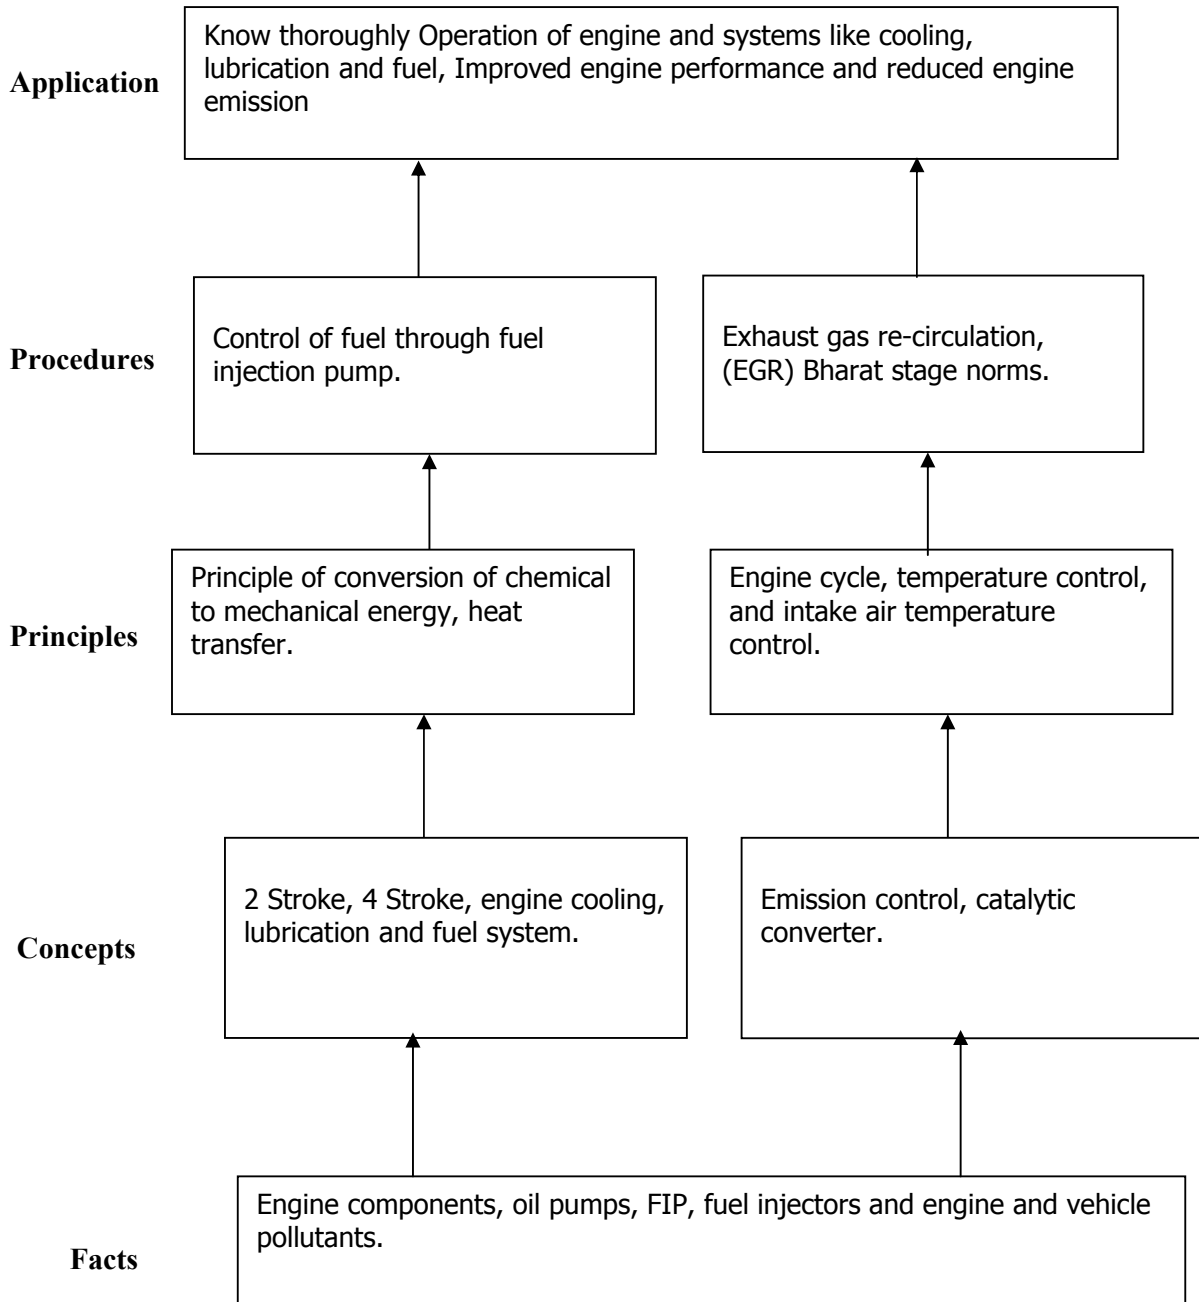 Know thoroughly Operation of engine and systems like cooling,
lubrication and fuel, Improved engine performance and reduced engine
emission
Application
Control of fuel through fuel
injection pump.
Exhaust gas re-circulation,
(EGR) Bharat stage norms.
Procedures
Principle of conversion of chemical
to mechanical energy, heat
transfer.
Engine cycle, temperature control,
and intake air temperature
control.
Principles
2 Stroke, 4 Stroke, engine cooling,
lubrication and fuel system.
Emission control, catalytic
converter.
Concepts
Engine components, oil pumps, FIP, fuel injectors and engine and vehicle
pollutants.
Facts